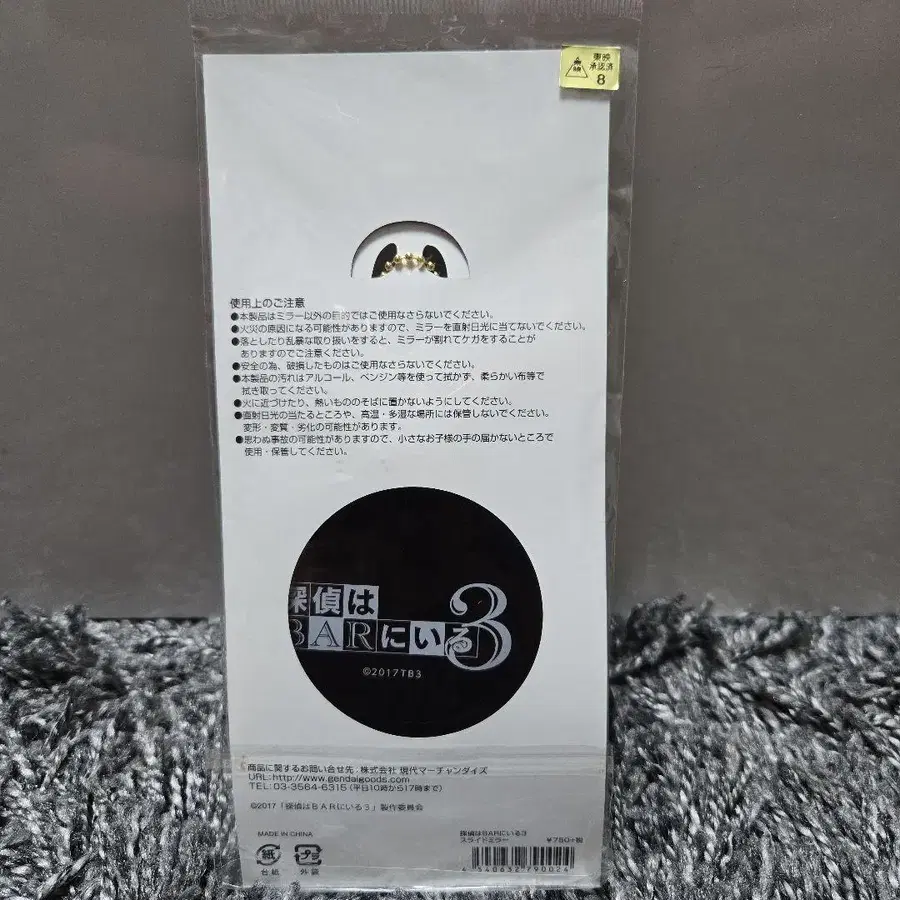 東映
東映
承認済
8
使用上のご注意
●本製品はミラー以外の目的ではご使用なさらないでください。
●火災の原因になる可能性がありますので、ミラーを直射日光に当てないでください。
●落としたり乱暴な取り扱いをすると、ミラーが割れてケガをすることが
ありますのでご注意ください。
●安全の為、破損したものはご使用なさらないでください。
●本製品の汚れはアルコール、ベンジン等を使って拭かず、柔らかい布等で
拭き取ってください。
●火に近づけたり、熱いもののそばに置かないようにしてください。
●直射日光の当たるところや、高温・多湿な場所には保管しないでください。
変形・変質・劣化の可能性があります。
●思わぬ事故の可能性がありますので、小さなお子様の手の届かないところで
使用・保管してください。
探偵は
BARにいる3
©2017TB3
商品に関するお問い合せ先:株式会社 現代マーチャンダイズ
URL:http://www.gendaigoods.com
TEL:03-3564-6315(平日10時から17時まで)
©2017「探偵はBARにいる3」製作委員会
MADE IN CHINA
探偵はBARにいる3
スライドミラー ¥750+税
紙 プラ
台紙 外袋
4 540632 790024